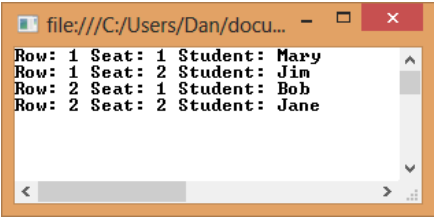 file:///C:/Users/Dan/docu...
Row: 1 Seat: 1 Student: Mary
Row: 1 Seat: 2 Student: Jim
Row: 2 Seat: 1 Student: Bob
Row: 2 Seat: 2 Student: Jane